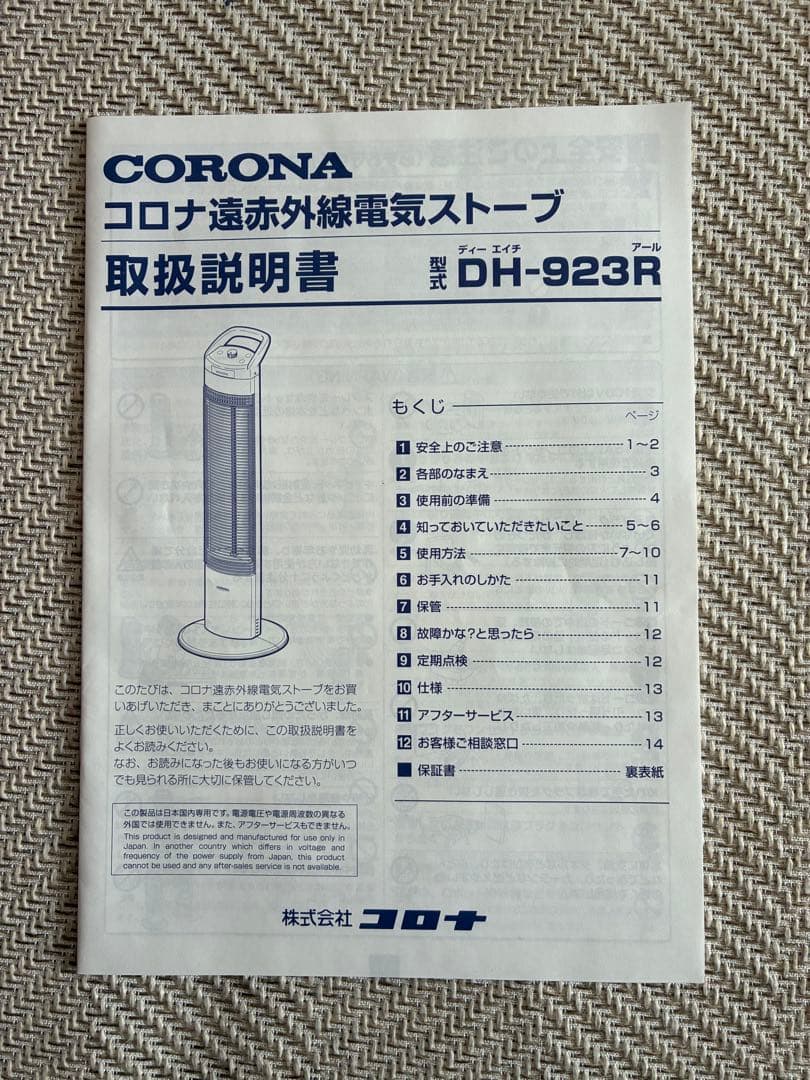 CORONA
コロナ遠赤外線電気ストーブ
取扱説明書
型式 DH-923R
ディー エイチ アール
もくじ
ページ
1 安全上のご注意 1〜2
2 各部のなまえ 3
3 使用前の準備 4
4 知っておいていただきたいこと 5〜6
5 使用方法 7〜10
6 お手入れのしかた 11
7 保管 11
8 故障かな?と思ったら 12
9 定期点検 12
10 仕様 13
11 アフターサービス 13
12 お客様ご相談窓口 14
■ 保証書 裏表紙
このたびは、コロナ遠赤外線電気ストーブをお買
いあげいただき、まことにありがとうございました。
正しくお使いいただくために、この取扱説明書を
よくお読みください。
なお、お読みになった後もお使いになる方がいつ
でも見られる所に大切に保管してください。
この製品は日本国内専用です。電源電圧や電源周波数の異なる
外国では使用できません。また、アフターサービスもできません。
This product is designed and manufactured for use only in
Japan. In another country which differs in voltage and
frequency of the power supply from Japan, this product
cannot be used and any after-sales service is not available.
株式会社 コロナ